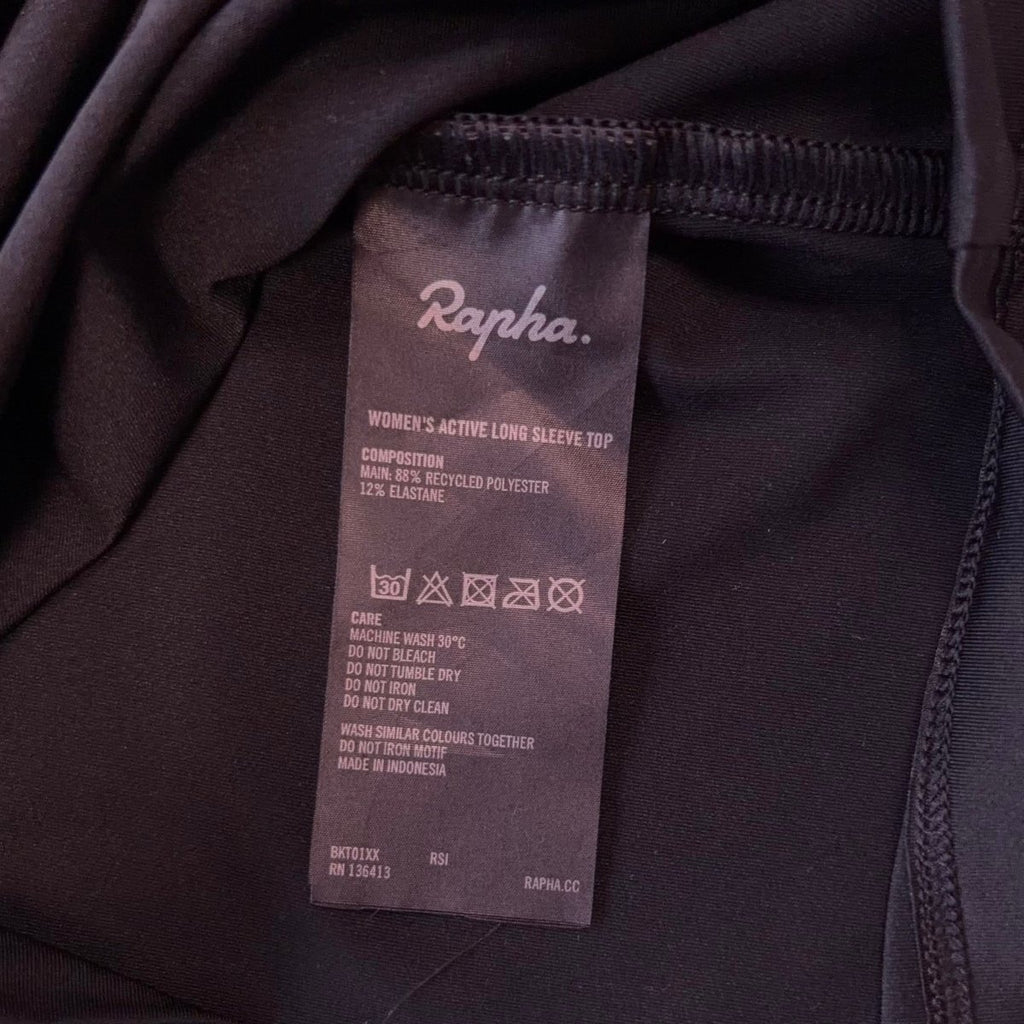 Rapha.
WOMEN'S ACTIVE LONG SLEEVE TOP
COMPOSITION
MAIN: 88% RECYCLED POLYESTER
12% ELASTANE
30
CARE
MACHINE WASH 30°C
DO NOT BLEACH
DO NOT TUMBLE DRY
DO NOT IRON
DO NOT DRY CLEAN
WASH SIMILAR COLOURS TOGETHER
DO NOT IRON MOTIF
MADE IN INDONESIA
BKT01XX RSI
RN 136413
RAPHA.CC